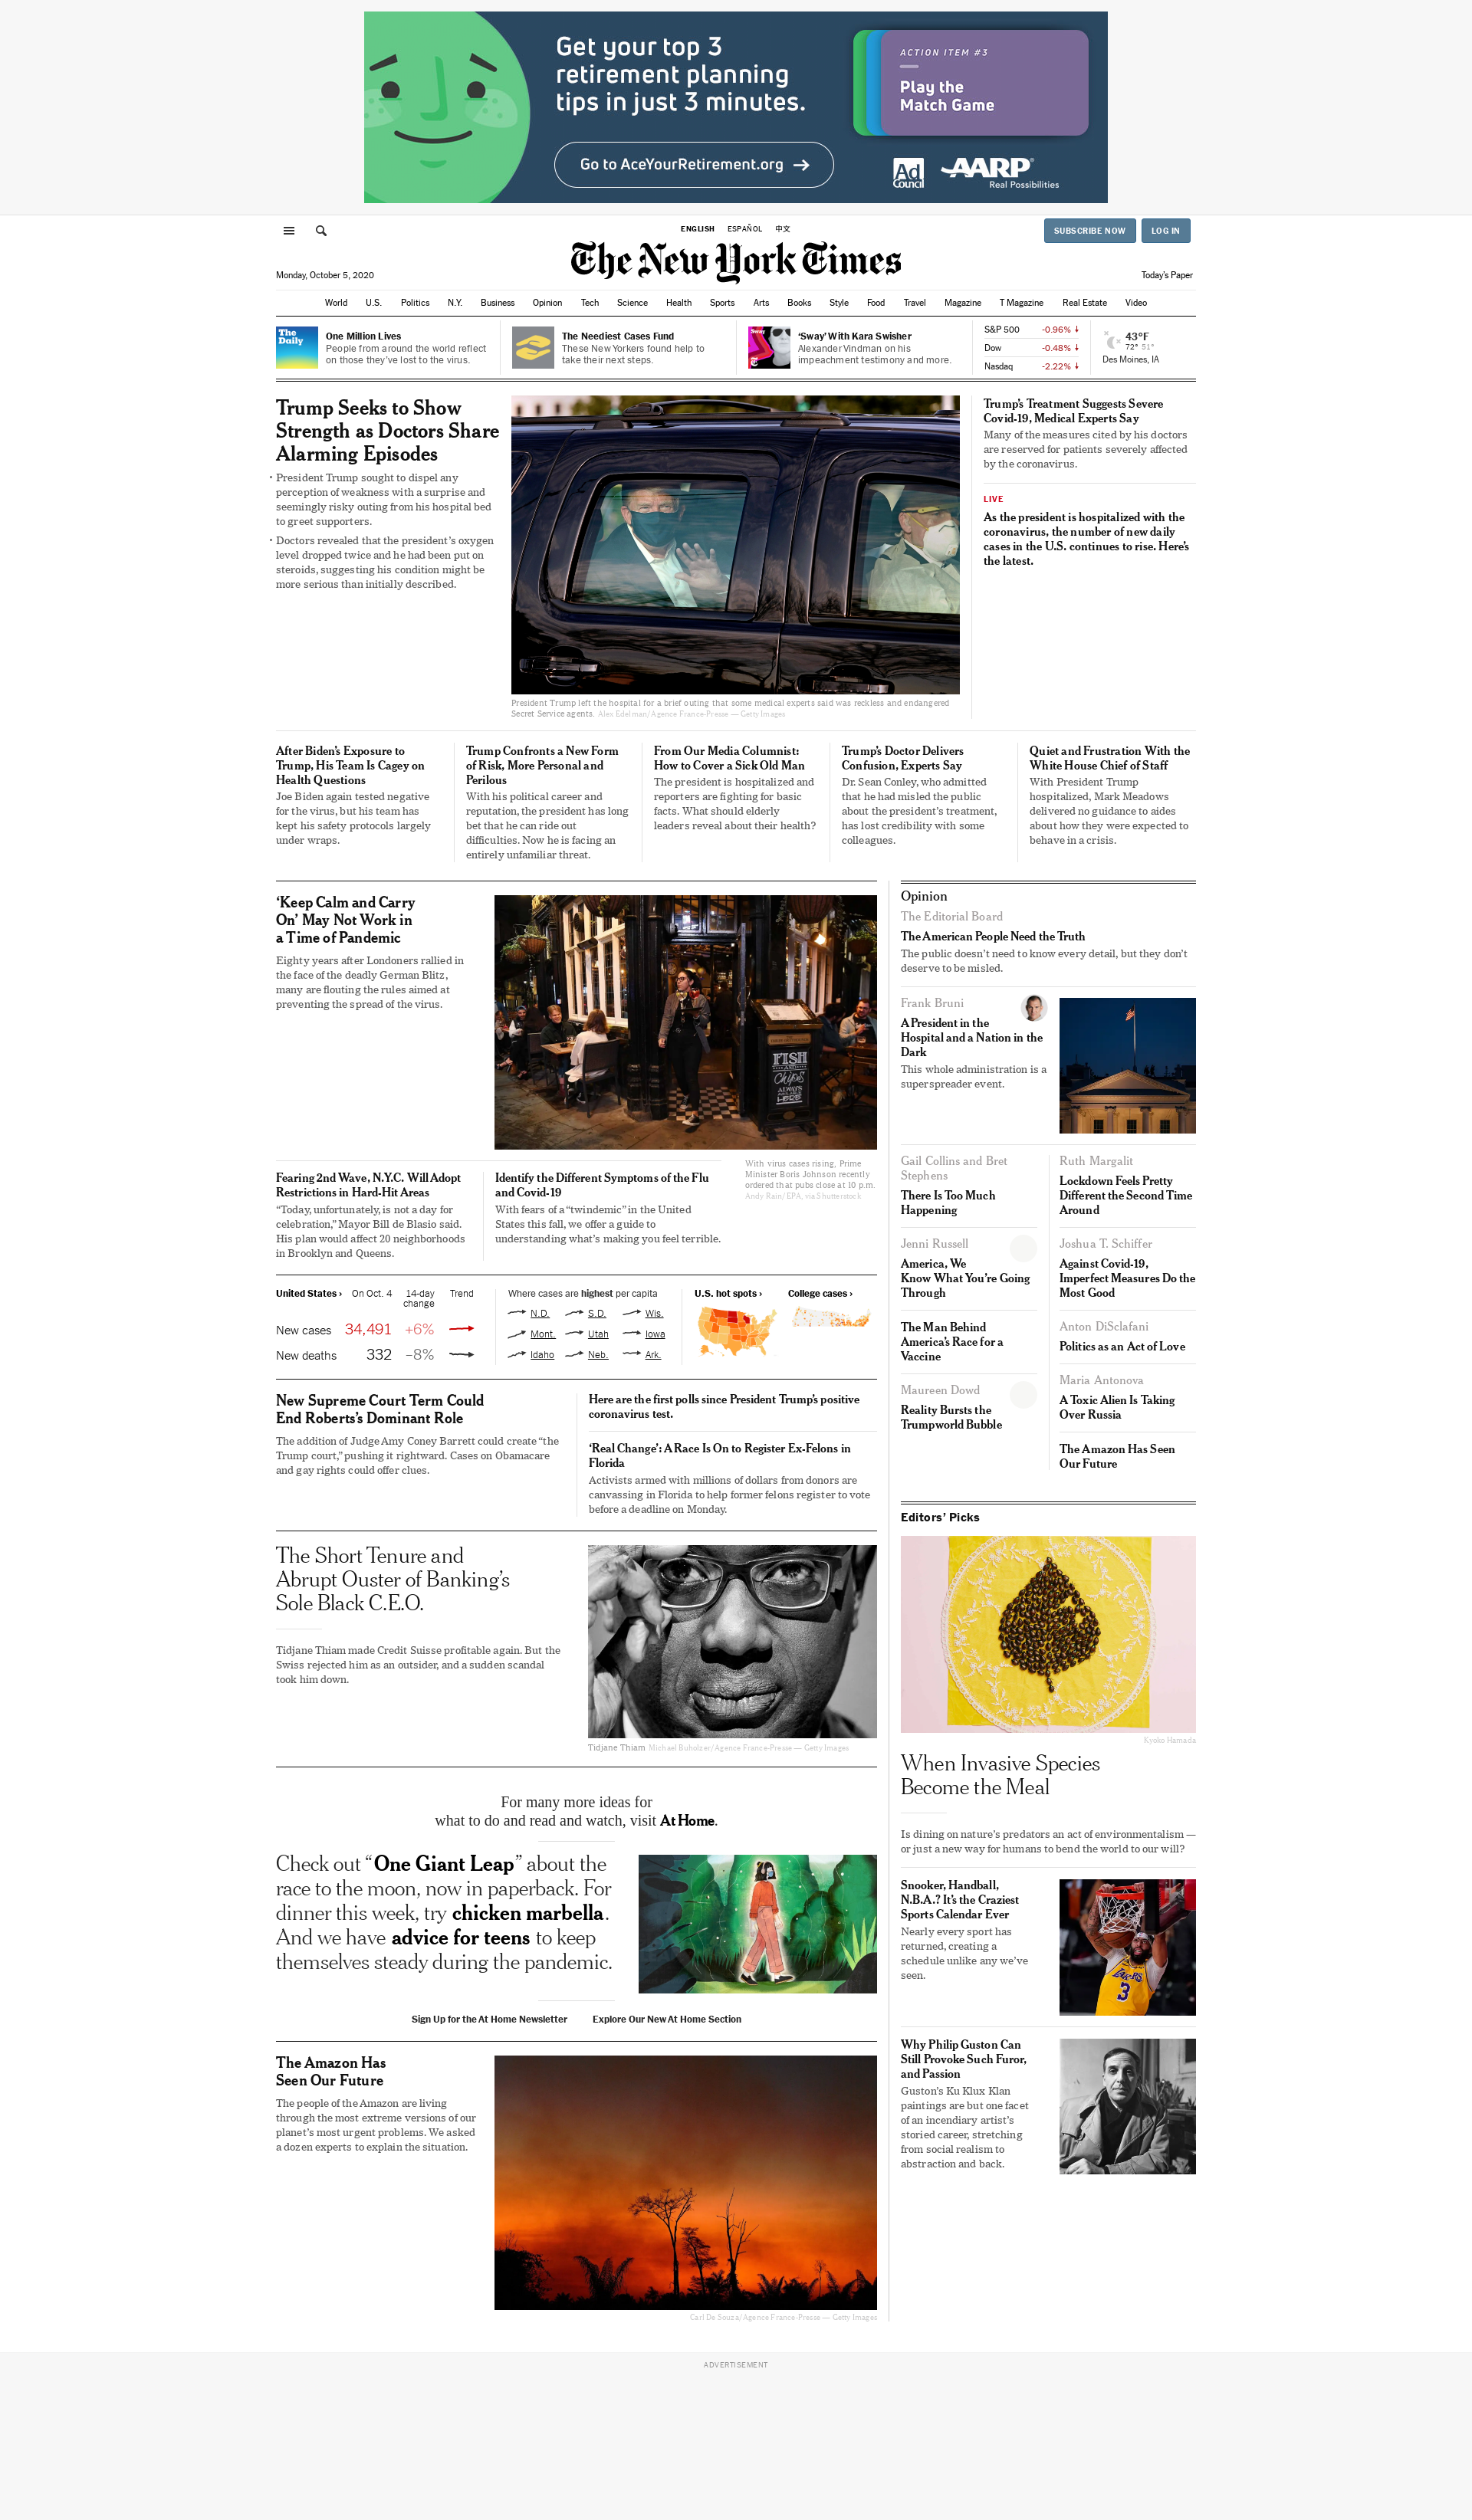 Get your top 3
retirement planning
tips in just 3 minutes.
Go to AceYourRetirement.org →
ACTION ITEM #3
Play the
Match Game
Ad
Council
AARP®
Real Possibilities
ENGLISH ESPAÑOL 中文
SUBSCRIBE NOW LOG IN
The New York Times
Monday, October 5, 2020
Today's Paper
World U.S. Politics N.Y. Business Opinion Tech Science Health Sports Arts Books Style Food Travel Magazine T Magazine Real Estate Video
The
Daily
One Million Lives
People from around the world reflect
on those they've lost to the virus.
The Neediest Cases Fund
These New Yorkers found help to
take their next steps.
Sway
‘Sway’ With Kara Swisher
Alexander Vindman on his
impeachment testimony and more.
S&P 500 -0.96% ↓
Dow -0.48% ↓
Nasdaq -2.22% ↓
43°F
72° 51°
Des Moines, IA
Trump Seeks to Show
Strength as Doctors Share
Alarming Episodes
• President Trump sought to dispel any
perception of weakness with a surprise and
seemingly risky outing from his hospital bed
to greet supporters.
• Doctors revealed that the president's oxygen
level dropped twice and he had been put on
steroids, suggesting his condition might be
more serious than initially described.
President Trump left the hospital for a brief outing that some medical experts said was reckless and endangered
Secret Service agents. Alex Edelman/Agence France-Presse — Getty Images
Trump’s Treatment Suggests Severe
Covid-19, Medical Experts Say
Many of the measures cited by his doctors
are reserved for patients severely affected
by the coronavirus.
LIVE
As the president is hospitalized with the
coronavirus, the number of new daily
cases in the U.S. continues to rise. Here’s
the latest.
After Biden’s Exposure to
Trump, His Team Is Cagey on
Health Questions
Joe Biden again tested negative
for the virus, but his team has
kept his safety protocols largely
under wraps.
Trump Confronts a New Form
of Risk, More Personal and
Perilous
With his political career and
reputation, the president has long
bet that he can ride out
difficulties. Now he is facing an
entirely unfamiliar threat.
From Our Media Columnist:
How to Cover a Sick Old Man
The president is hospitalized and
reporters are fighting for basic
facts. What should elderly
leaders reveal about their health?
Trump’s Doctor Delivers
Confusion, Experts Say
Dr. Sean Conley, who admitted
that he had misled the public
about the president’s treatment,
has lost credibility with some
colleagues.
Quiet and Frustration With the
White House Chief of Staff
With President Trump
hospitalized, Mark Meadows
delivered no guidance to aides
about how they were expected to
behave in a crisis.
‘Keep Calm and Carry
On’ May Not Work in
a Time of Pandemic
Eighty years after Londoners rallied in
the face of the deadly German Blitz,
many are flouting the rules aimed at
preventing the spread of the virus.
FISH
AND
Chips
ALWAYS
HERE!
With virus cases rising, Prime
Minister Boris Johnson recently
ordered that pubs close at 10 p.m.
Andy Rain/EPA, via Shutterstock
Fearing 2nd Wave, N.Y.C. Will Adopt
Restrictions in Hard-Hit Areas
“Today, unfortunately, is not a day for
celebration,” Mayor Bill de Blasio said.
His plan would affect 20 neighborhoods
in Brooklyn and Queens.
Identify the Different Symptoms of the Flu
and Covid-19
With fears of a “twindemic” in the United
States this fall, we offer a guide to
understanding what’s making you feel terrible.
United States › On Oct. 4 14-day
change Trend
New cases 34,491 +6%
New deaths 332 –8%
Where cases are highest per capita
N.D. S.D. Wis.
Mont. Utah Iowa
Idaho Neb. Ark.
U.S. hot spots ›
College cases ›
New Supreme Court Term Could
End Roberts’s Dominant Role
The addition of Judge Amy Coney Barrett could create “the
Trump court,” pushing it rightward. Cases on Obamacare
and gay rights could offer clues.
Here are the first polls since President Trump’s positive
coronavirus test.
‘Real Change’: A Race Is On to Register Ex-Felons in
Florida
Activists armed with millions of dollars from donors are
canvassing in Florida to help former felons register to vote
before a deadline on Monday.
The Short Tenure and
Abrupt Ouster of Banking’s
Sole Black C.E.O.
Tidjane Thiam made Credit Suisse profitable again. But the
Swiss rejected him as an outsider, and a sudden scandal
took him down.
Tidjane Thiam Michael Buholzer/Agence France-Presse — Getty Images
For many more ideas for
what to do and read and watch, visit At Home.
Check out “One Giant Leap” about the
race to the moon, now in paperback. For
dinner this week, try chicken marbella.
And we have advice for teens to keep
themselves steady during the pandemic.
Sign Up for the At Home Newsletter Explore Our New At Home Section
The Amazon Has
Seen Our Future
The people of the Amazon are living
through the most extreme versions of our
planet’s most urgent problems. We asked
a dozen experts to explain the situation.
Carl De Souza/Agence France-Presse — Getty Images
Opinion
The Editorial Board
The American People Need the Truth
The public doesn’t need to know every detail, but they don’t
deserve to be misled.
Frank Bruni
A President in the
Hospital and a Nation in the
Dark
This whole administration is a
superspreader event.
Gail Collins and Bret
Stephens
There Is Too Much
Happening
Jenni Russell
America, We
Know What You’re Going
Through
The Man Behind
America’s Race for a
Vaccine
Maureen Dowd
Reality Bursts the
Trumpworld Bubble
Ruth Margalit
Lockdown Feels Pretty
Different the Second Time
Around
Joshua T. Schiffer
Against Covid-19,
Imperfect Measures Do the
Most Good
Anton DiSclafani
Politics as an Act of Love
Maria Antonova
A Toxic Alien Is Taking
Over Russia
The Amazon Has Seen
Our Future
Editors’ Picks
Kyoko Hamada
When Invasive Species
Become the Meal
Is dining on nature’s predators an act of environmentalism —
or just a new way for humans to bend the world to our will?
Snooker, Handball,
N.B.A.? It’s the Craziest
Sports Calendar Ever
Nearly every sport has
returned, creating a
schedule unlike any we’ve
seen.
LAKERS
3
Why Philip Guston Can
Still Provoke Such Furor,
and Passion
Guston’s Ku Klux Klan
paintings are but one facet
of an incendiary artist’s
storied career, stretching
from social realism to
abstraction and back.
ADVERTISEMENT